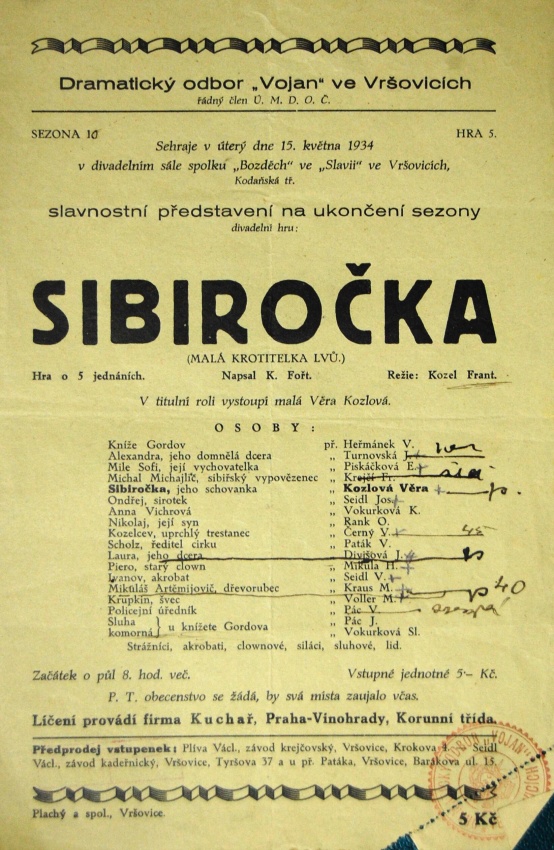 Dramatický odbor „Vojan" ve Vršovicích
řádný člen Ú. M. D. O. Č.
SEZONA 10 HRA 5.
Sehraje v úterý dne 15. května 1934
v divadelním sále spolku „Bozděch" ve „Slavii" ve Vršovicích,
Kodaňská tř.
slavnostní představení na ukončení sezony
divadelní hru:
SIBIROČKA
(MALÁ KROTITELKA LVŮ.)
Hra o 5 jednáních. Napsal K. Fořt. Režie: Kozel Frant.
V titulní roli vystoupí malá Věra Kozlová.
OSOBY:
Kníže Gordov př. Heřmánek V.
Alexandra, jeho domnělá dcera „ Turnovská J.
Mile Sofi, její vychovatelka „ Piskáčková E.
Michal Michajlič, sibiřský vypovězenec „ Krejčí Fr.
Sibiročka, jeho schovanka „ Kozlová Věra
Ondřej, sirotek „ Seidl Jos.
Anna Vichrová „ Vokurková K.
Nikolaj, její syn „ Rank O.
Kozelcev, uprchlý trestanec „ Černý V.
Scholz, ředitel cirku „ Paták V.
Laura, jeho dcera „ Divišová J.
Piero, starý clown „ Mikula H.
Ivanov, akrobat „ Seidl V.
Mikuláš Artěmijovič, dřevorubec „ Kraus M. 40
Krupkin, švec „ Voller M.
Policejní úředník „ Pác V.
Sluha } u knížete Gordova „ Pác J.
komorná „ Vokurková Sl.
Strážníci, akrobati, clownové, siláci, sluhové, lid.
Začátek o půl 8. hod. več. Vstupné jednotné 5·– Kč.
P. T. obecenstvo se žádá, by svá místa zaujalo včas.
Líčení provádí firma Kuchař, Praha-Vinohrady, Korunní třída.
Předprodej vstupenek: Plíva Václ., závod krejčovský, Vršovice, Krokova Seidl
Václ., závod kadeřnický, Vršovice, Tyršova 37 a u př. Patáka, Vršovice, Barákova ul. 15.
Plachý a spol., Vršovice.
5 Kč